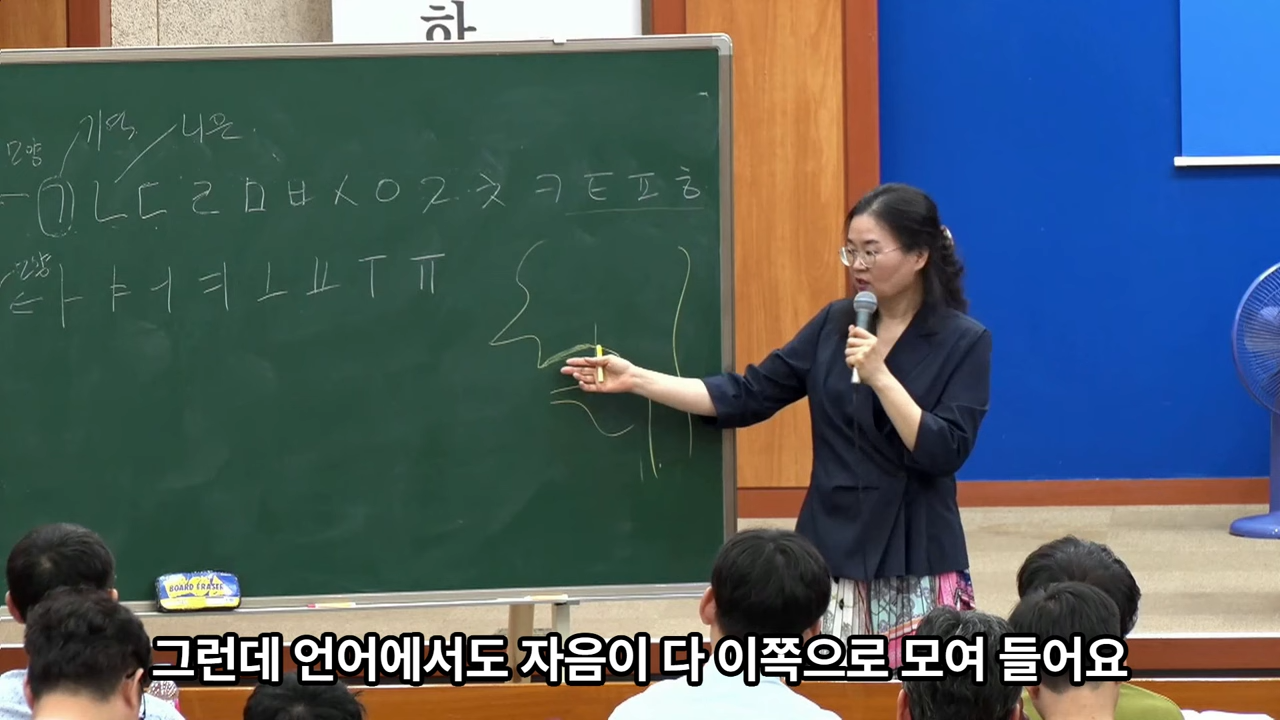 한
기역 니은
모양
ㄱ ㄴ ㄷ ㄹ ㅁ ㅂ ㅅ ㅇ ㅈ ㅊ ㅋ ㅌ ㅍ ㅎ
모양
ㅏ ㅑ ㅓ ㅕ ㅗ ㅛ ㅜ ㅠ
BOARD ERASER
그런데 언어에서도 자음이 다 이쪽으로 모여 들어요